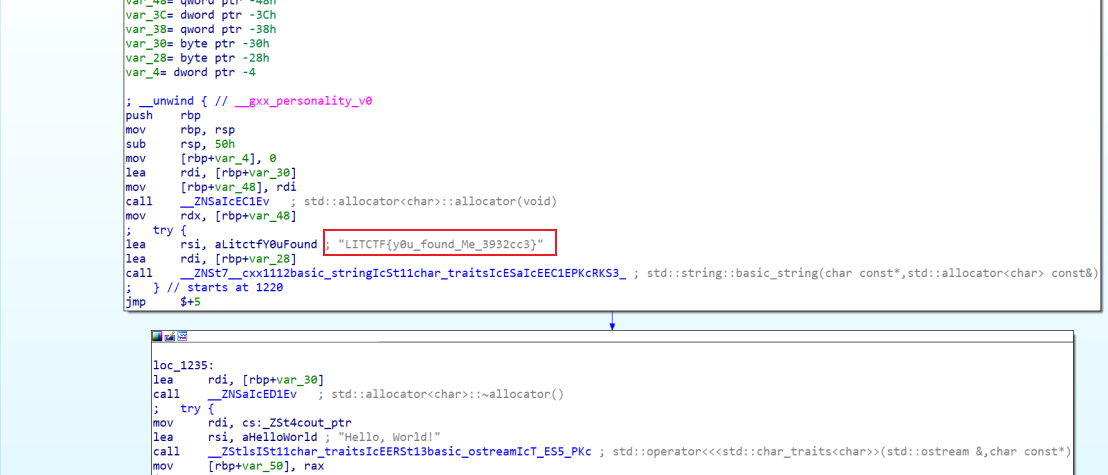 var_48= qword ptr -48h
var_3C= dword ptr -3Ch
var_38= qword ptr -38h
var_30= byte ptr -30h
var_28= byte ptr -28h
var_4= dword ptr -4
; __unwind { // __gxx_personality_v0
push rbp
mov rbp, rsp
sub rsp, 50h
mov [rbp+var_4], 0
lea rdi, [rbp+var_30]
mov [rbp+var_48], rdi
call __ZNSaIcEC1Ev ; std::allocator<char>::allocator(void)
mov rdx, [rbp+var_48]
; try {
lea rsi, aLitctfY0uFound ; "LITCTF{y0u_found_Me_3932cc3}"
lea rdi, [rbp+var_28]
call __ZNSt7__cxx1112basic_stringIcSt11char_traitsIcESaIcEEC1EPKcRKS3_ ; std::string::basic_string(char const*,std::allocator<char> const&)
; } // starts at 1220
jmp $+5
loc_1235:
lea rdi, [rbp+var_30]
call __ZNSaIcED1Ev ; std::allocator<char>::~allocator()
; try {
mov rdi, cs:_ZSt4cout_ptr
lea rsi, aHelloWorld ; "Hello, World!"
call __ZStlsISt11char_traitsIcEERSt13basic_ostreamIcT_ES5_PKc ; std::operator<<<std::char_traits<char>>(std::ostream &,char const*)
mov [rbp+var_50], rax